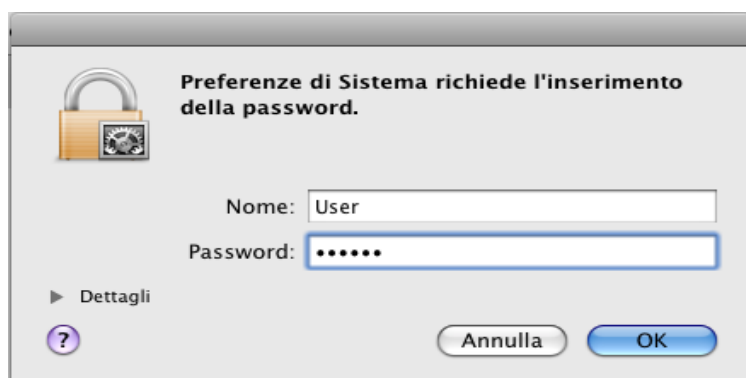 Preferenze di Sistema richiede l'inserimento
della password.
Nome: User
Password: ••••••
Dettagli
?
Annulla OK